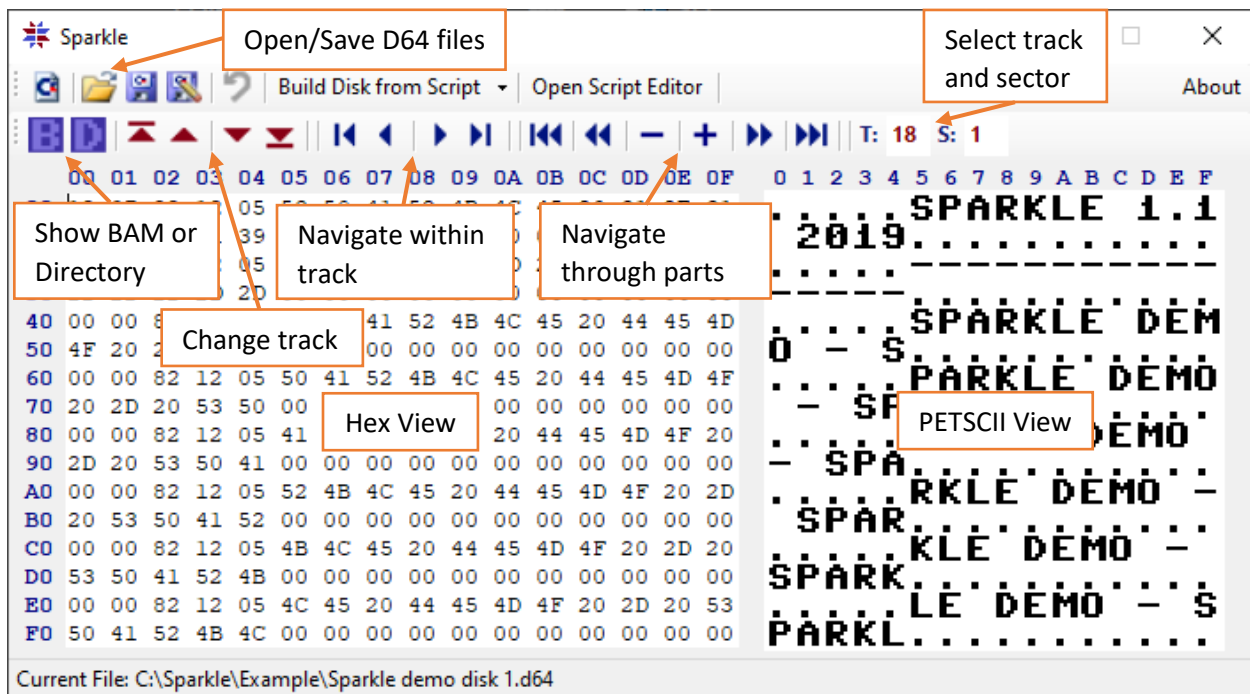 Sparkle
Open/Save D64 files
Select track
and sector
Build Disk from Script
Open Script Editor
About
B D
T: 18 S: 1
00 01 02 03 04 05 06 07 08 09 0A 0B 0C 0D 0E 0F 0 1 2 3 4 5 6 7 8 9 A B C D E F
05 .....SPARKLE 1.1
39 2019...........
05 .....-----------
2D -----...........
Show BAM or
Directory
Navigate within
track
Navigate
through parts
40 00 00 41 52 4B 4C 45 20 44 45 4D .....SPARKLE DEM
50 4F 20 00 00 00 00 00 00 00 00 00 O - S...........
Change track
60 00 00 82 12 05 50 41 52 4B 4C 45 20 44 45 4D 4F .....PARKLE DEMO
70 20 2D 20 53 50 00 00 00 00 00 00 00 - S
Hex View
PETSCII View
80 00 00 82 12 05 41 20 44 45 4D 4F 20 EMO
90 2D 20 53 50 41 00 00 00 00 00 00 00 00 00 00 00 - SPA...........
A0 00 00 82 12 05 52 4B 4C 45 20 44 45 4D 4F 20 2D .....RKLE DEMO -
B0 20 53 50 41 52 00 00 00 00 00 00 00 00 00 00 00 SPAR...........
C0 00 00 82 12 05 4B 4C 45 20 44 45 4D 4F 20 2D 20 .....KLE DEMO -
D0 53 50 41 52 4B 00 00 00 00 00 00 00 00 00 00 00 SPARK...........
E0 00 00 82 12 05 4C 45 20 44 45 4D 4F 20 2D 20 53 .....LE DEMO - S
F0 50 41 52 4B 4C 00 00 00 00 00 00 00 00 00 00 00 PARKL...........
Current File: C:\Sparkle\Example\Sparkle demo disk 1.d64